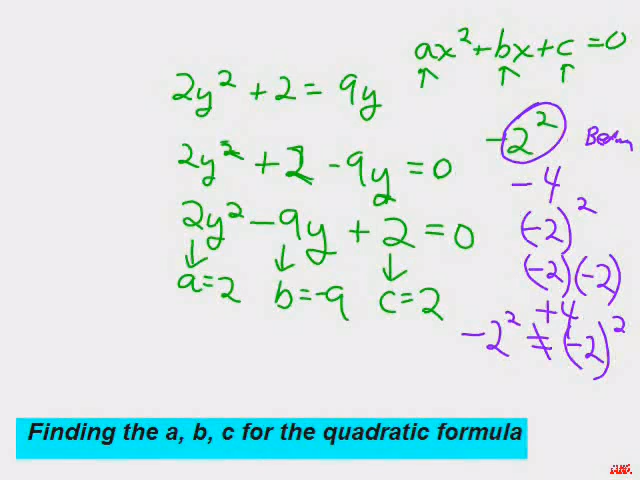 ax² + bx + c = 0
2y² + 2 = 9y
2y² + 2 - 9y = 0
2y² - 9y + 2 = 0
a = 2 b = -9 c = 2
-2²
-4
(-2)²
(-2)(-2)
+4
-2² ≠ (-2)²
Finding the a, b, c for the quadratic formula